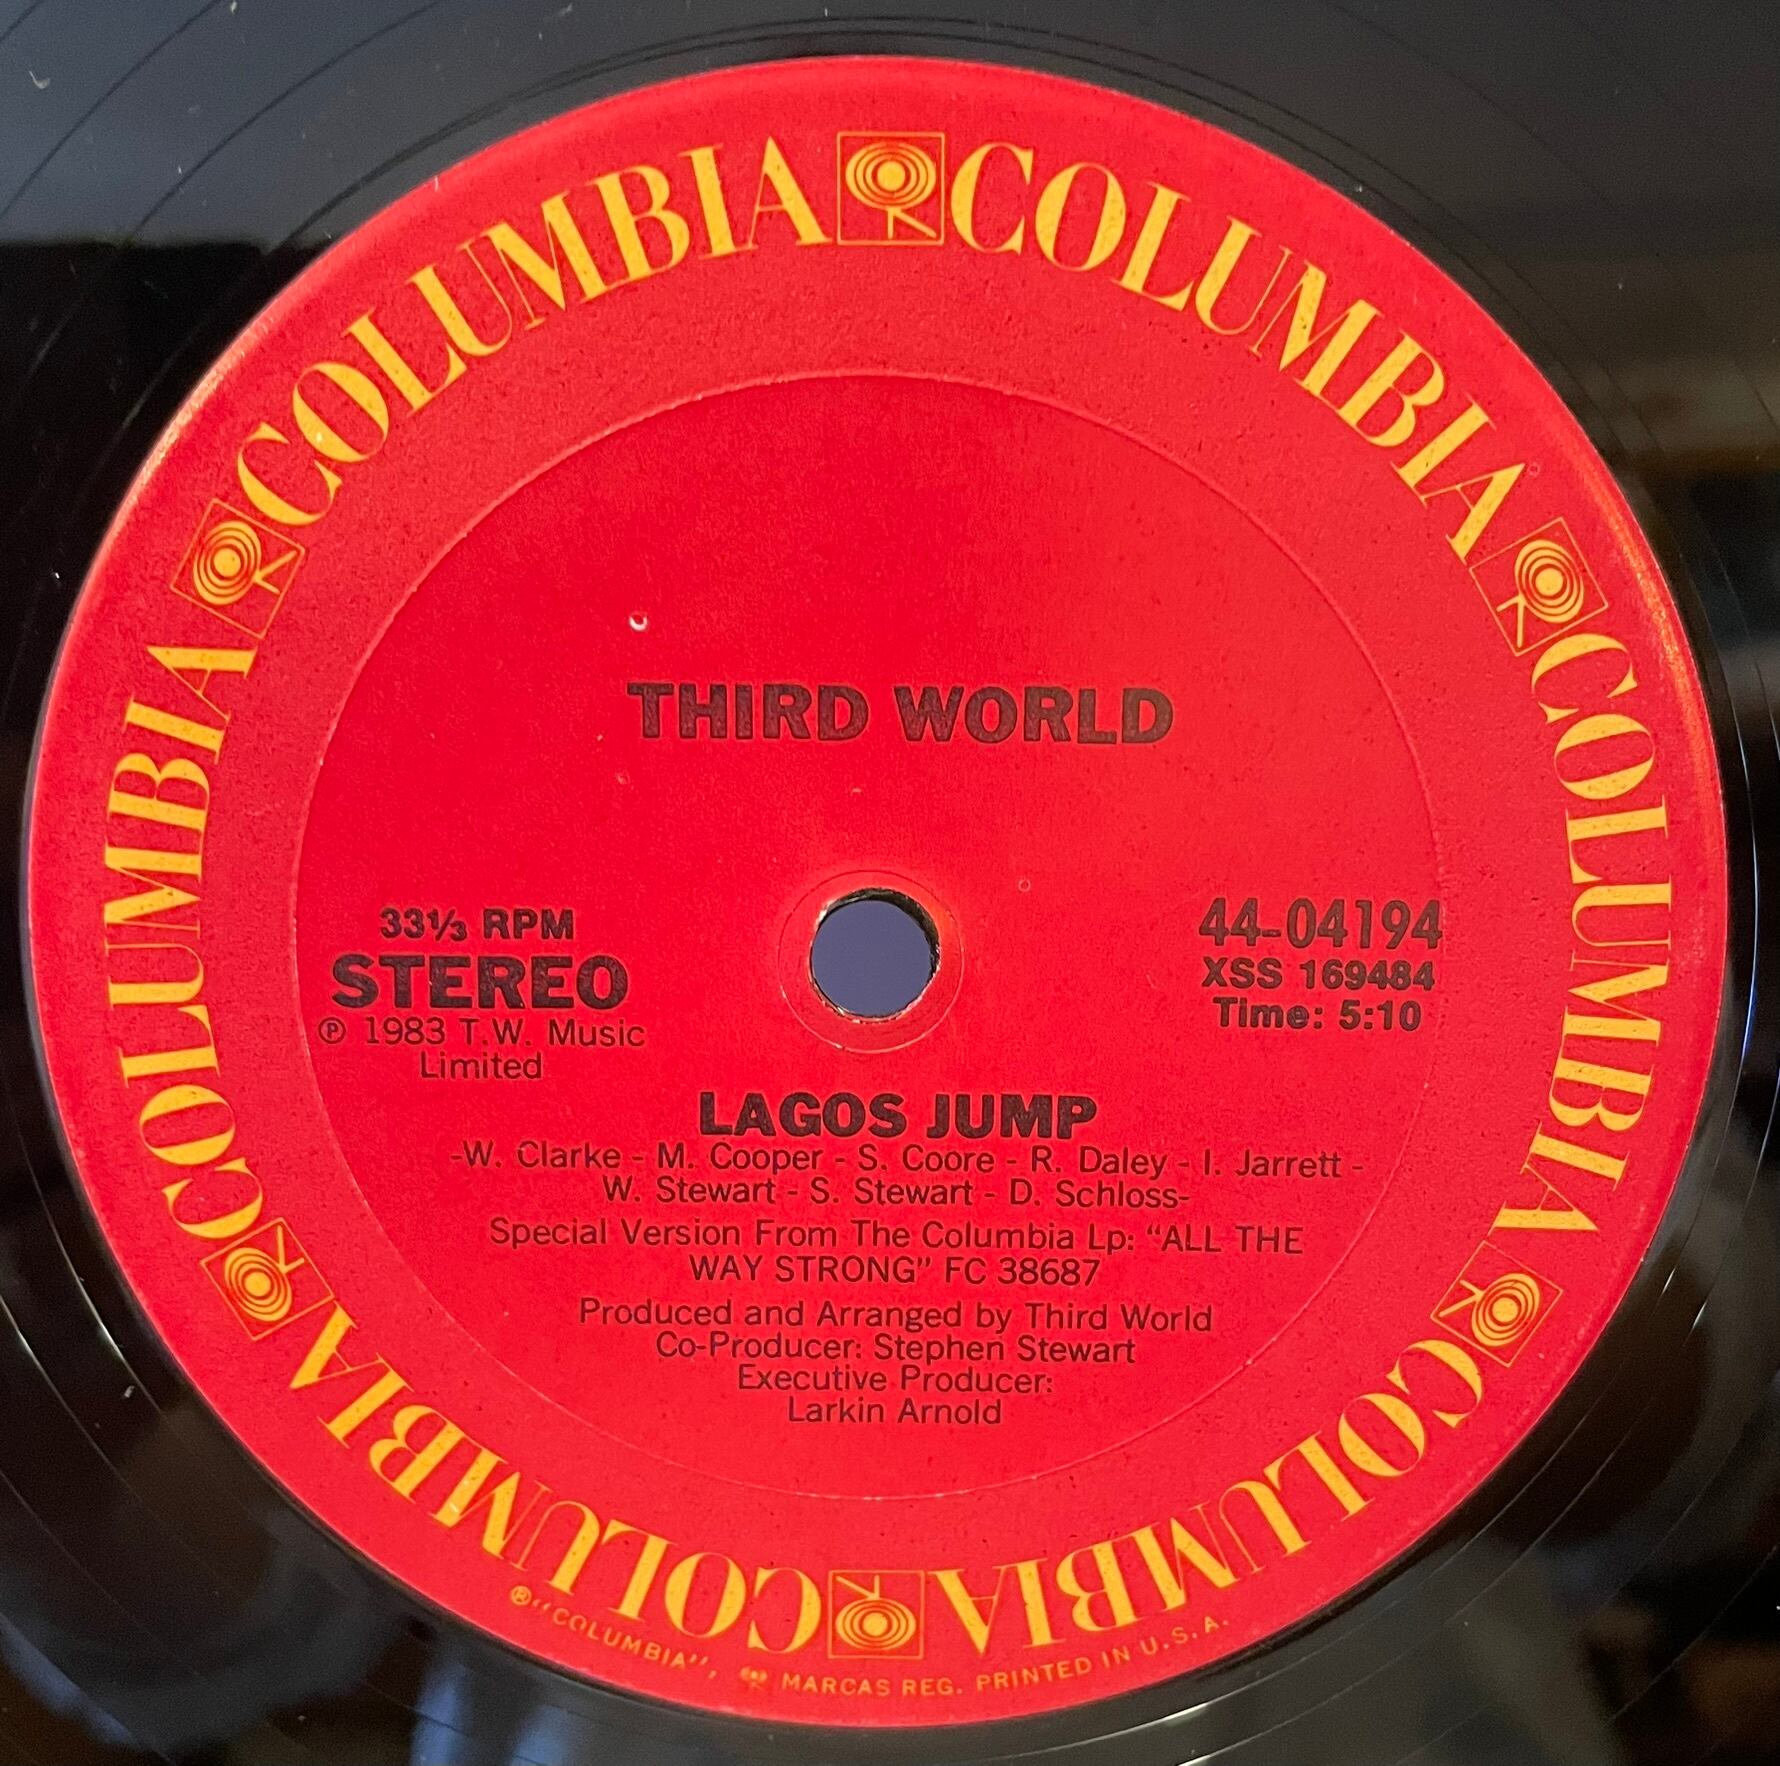 COLUMBIA COLUMBIA COLUMBIA COLUMBIA COLUMBIA COLUMBIA
THIRD WORLD
33⅓ RPM
STEREO
℗ 1983 T.W. Music
Limited
44-04194
XSS 169484
Time: 5:10
LAGOS JUMP
-W. Clarke - M. Cooper - S. Coore - R. Daley - I. Jarrett -
W. Stewart - S. Stewart - D. Schloss-
Special Version From The Columbia Lp: “ALL THE
WAY STRONG” FC 38687
Produced and Arranged by Third World
Co-Producer: Stephen Stewart
Executive Producer:
Larkin Arnold
® “COLUMBIA”, MARCAS REG. PRINTED IN U.S.A.